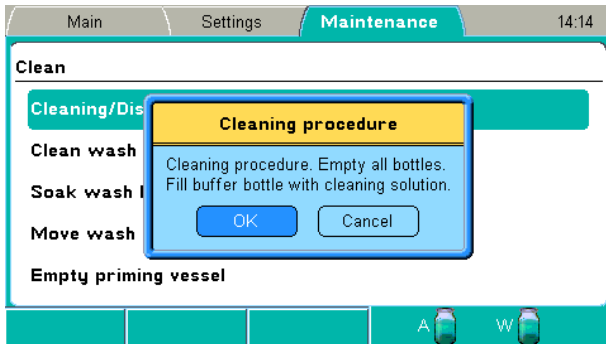 Main Settings Maintenance 14:14
Clean
Cleaning/Dis
Cleaning procedure
Clean wash
Cleaning procedure. Empty all bottles.
Fill buffer bottle with cleaning solution.
Soak wash
OK Cancel
Move wash
Empty priming vessel
A W